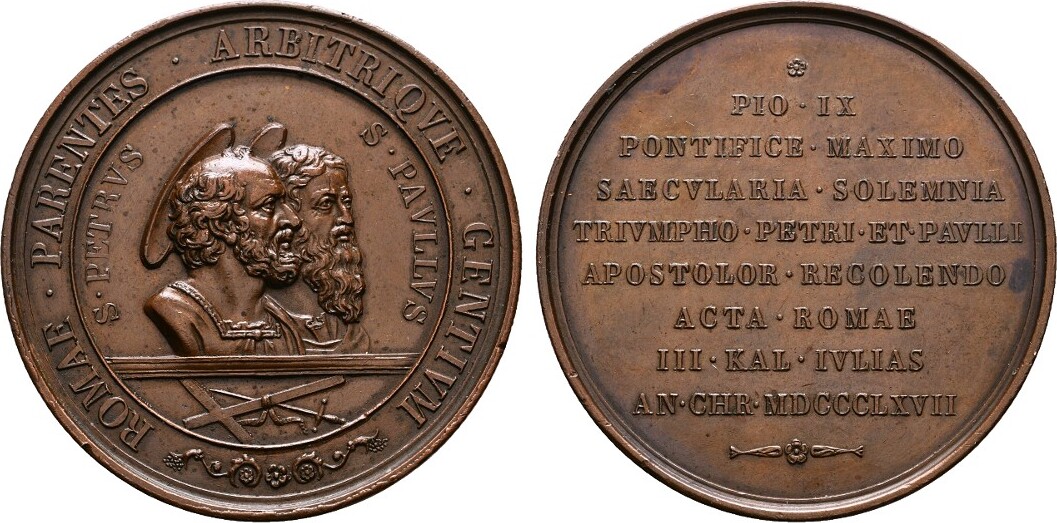 ROMAE · PARENTES · ARBITRIQVE · GENTIVM
S · PETRVS
S · PAVLLVS
PIO · IX
PONTIFICE · MAXIMO
SAECVLARIA · SOLEMNIA
TRIVMPHO · PETRI · ET · PAVLLI
APOSTOLOR · RECOLENDO
ACTA · ROMAE
III · KAL · IVLIAS
AN · CHR · MDCCCLXVII